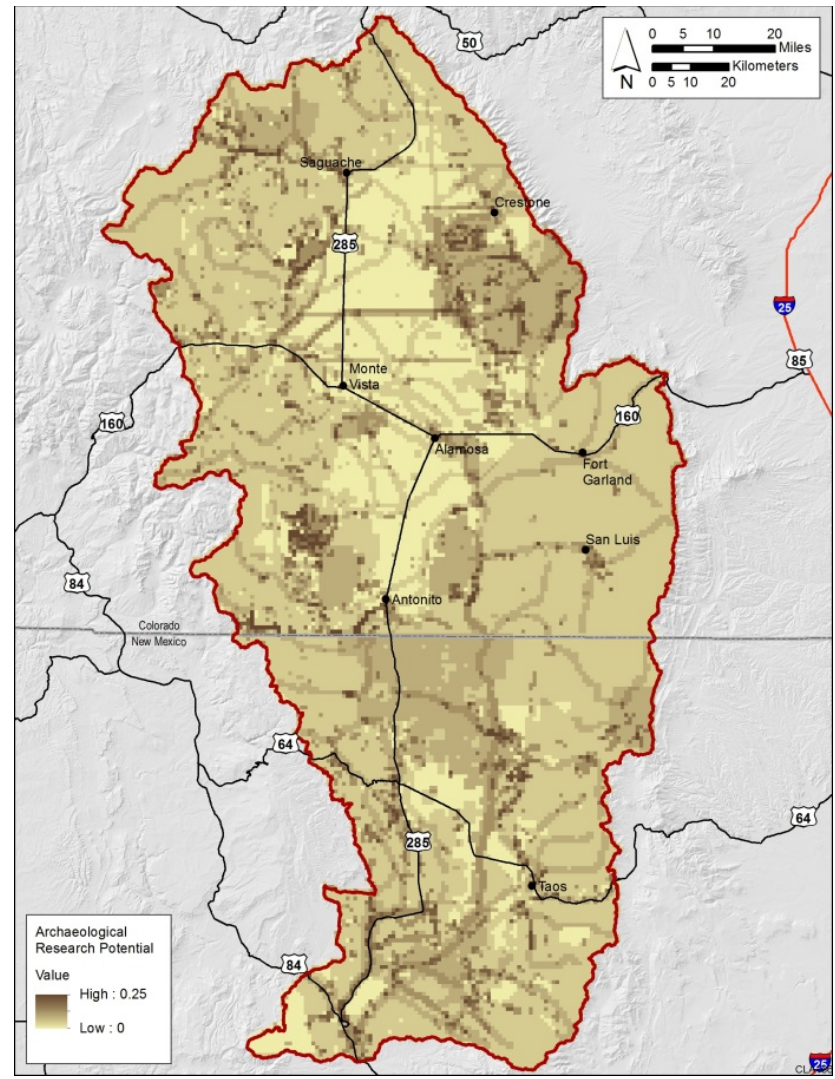 0 5 10 20
Miles
Kilometers
0 5 10 20
N
50
Saguache
Crestone
285
25
85
Monte
Vista
160
160
Alamosa
Fort
Garland
San Luis
84
Antonito
Colorado
New Mexico
64
64
285
Taos
84
Archaeological
Research Potential
Value
High : 0.25
Low : 0
25